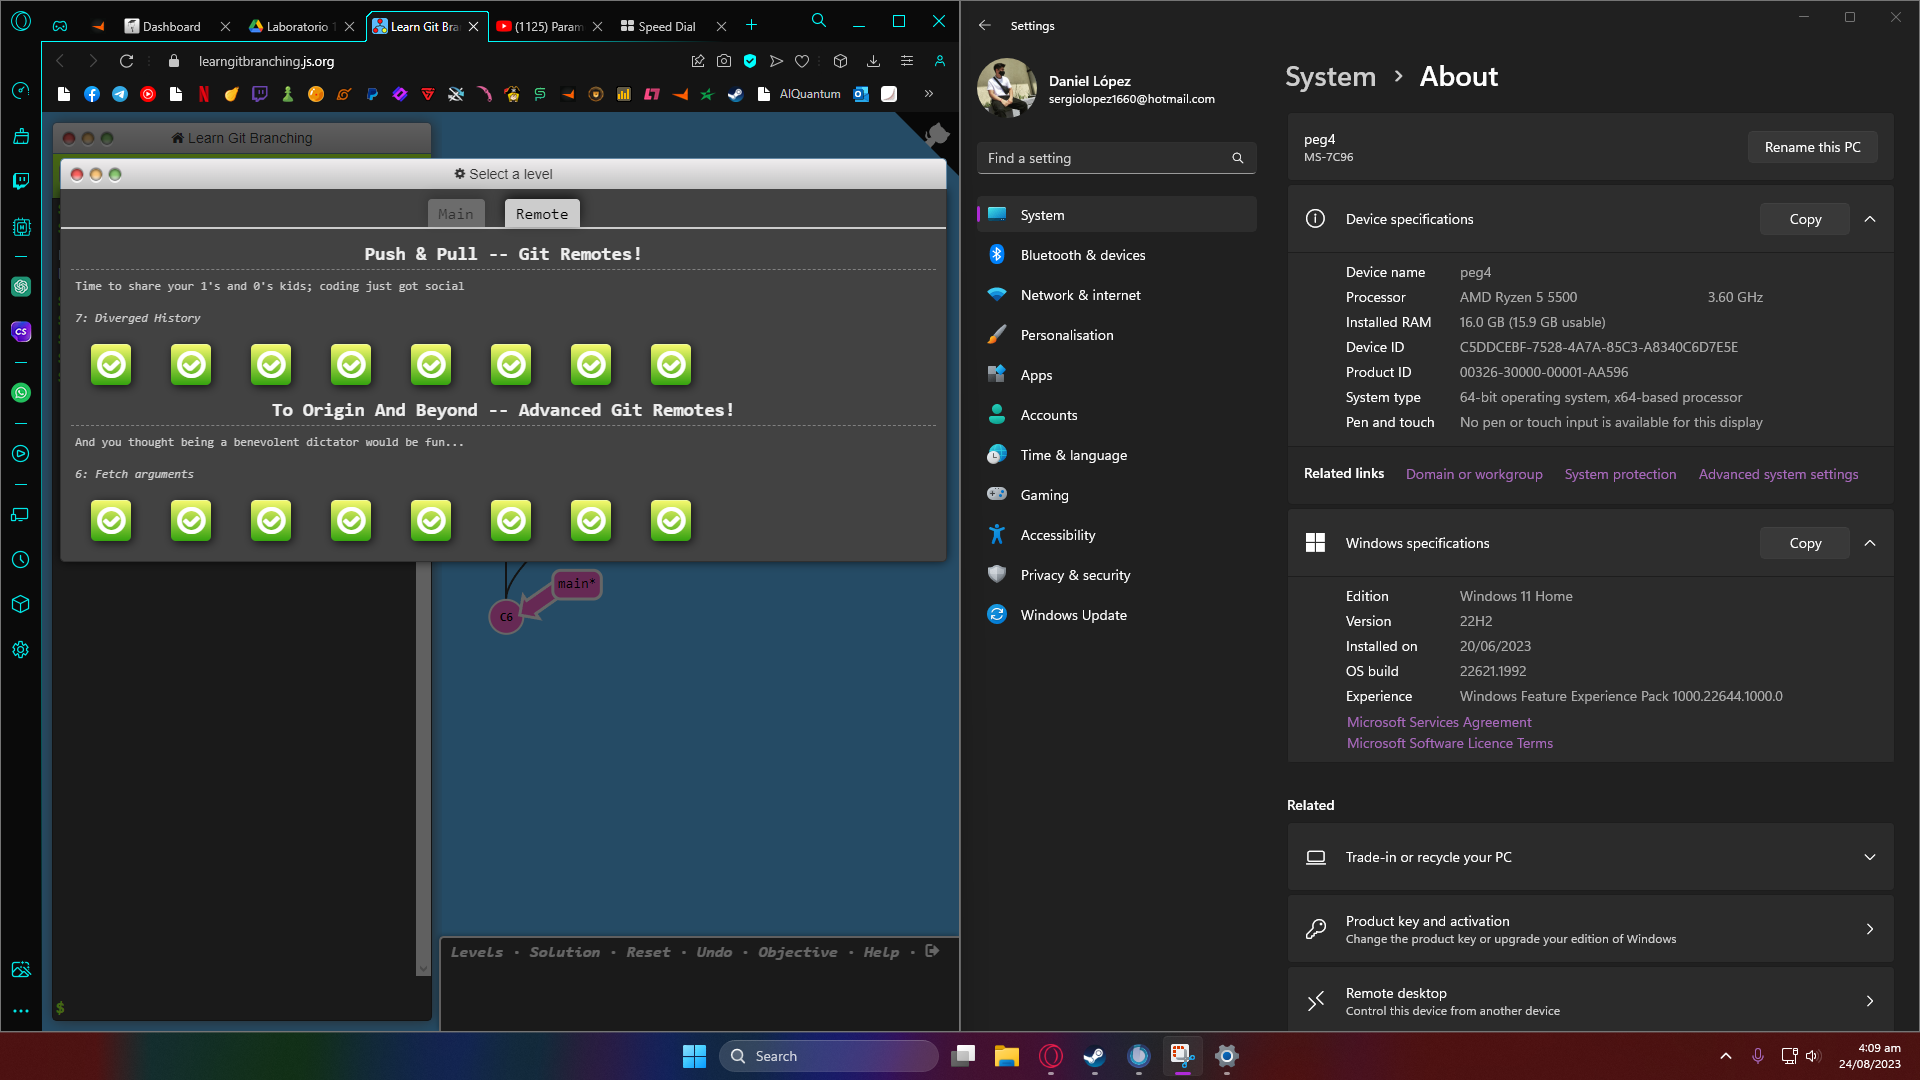 Dashboard
Laboratorio T
Learn Git Bra
(1125) Param
Speed Dial
learngitbranching.js.org
AIQuantum
Learn Git Branching
Select a level
Main
Remote
Push & Pull -- Git Remotes!
Time to share your 1's and 0's kids; coding just got social
7: Diverged History
To Origin And Beyond -- Advanced Git Remotes!
And you thought being a benevolent dictator would be fun...
6: Fetch arguments
main*
C6
Levels · Solution · Reset · Undo · Objective · Help ·
$
Settings
Daniel López
sergiolopez1660@hotmail.com
Find a setting
System
Bluetooth & devices
Network & internet
Personalisation
Apps
Accounts
Time & language
Gaming
Accessibility
Privacy & security
Windows Update
System > About
peg4
MS-7C96
Rename this PC
Device specifications
Copy
Device name peg4
Processor AMD Ryzen 5 5500 3.60 GHz
Installed RAM 16.0 GB (15.9 GB usable)
Device ID C5DDCEBF-7528-4A7A-85C3-A8340C6D7E5E
Product ID 00326-30000-00001-AA596
System type 64-bit operating system, x64-based processor
Pen and touch No pen or touch input is available for this display
Related links Domain or workgroup System protection Advanced system settings
Windows specifications
Copy
Edition Windows 11 Home
Version 22H2
Installed on 20/06/2023
OS build 22621.1992
Experience Windows Feature Experience Pack 1000.22644.1000.0
Microsoft Services Agreement
Microsoft Software Licence Terms
Related
Trade-in or recycle your PC
Product key and activation
Change the product key or upgrade your edition of Windows
Remote desktop
Control this device from another device
Search
4:09 am
24/08/2023